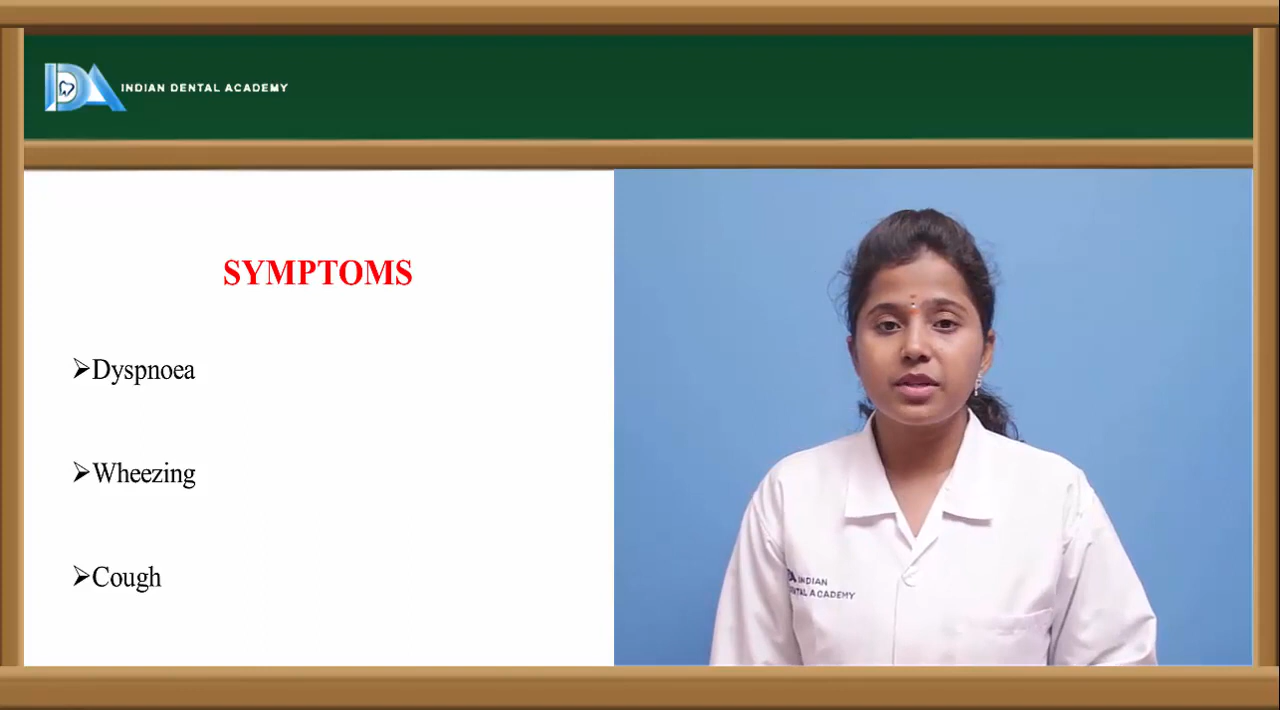 INDIAN DENTAL ACADEMY
SYMPTOMS
➢Dyspnoea
➢Wheezing
➢Cough
INDIAN
DENTAL ACADEMY